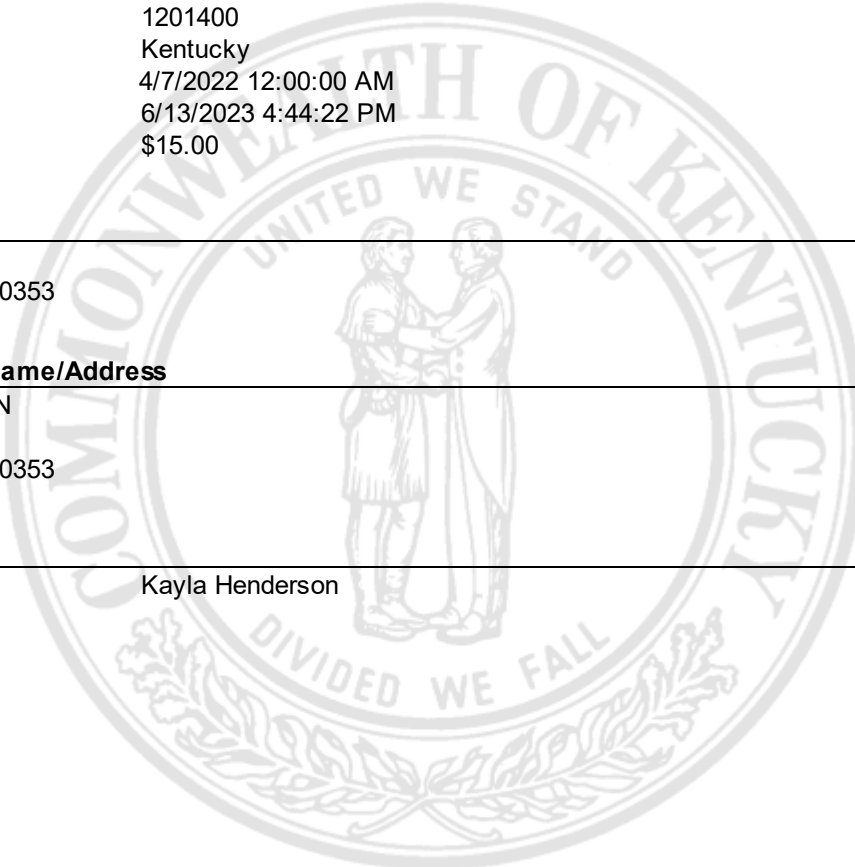 1201400
Kentucky
4/7/2022 12:00:00 AM
6/13/2023 4:44:22 PM
$15.00
COMMONWEALTH OF KENTUCKY
UNITED WE STAND
0353
ame/Address
N
0353
Kayla Henderson
DIVIDED WE FALL